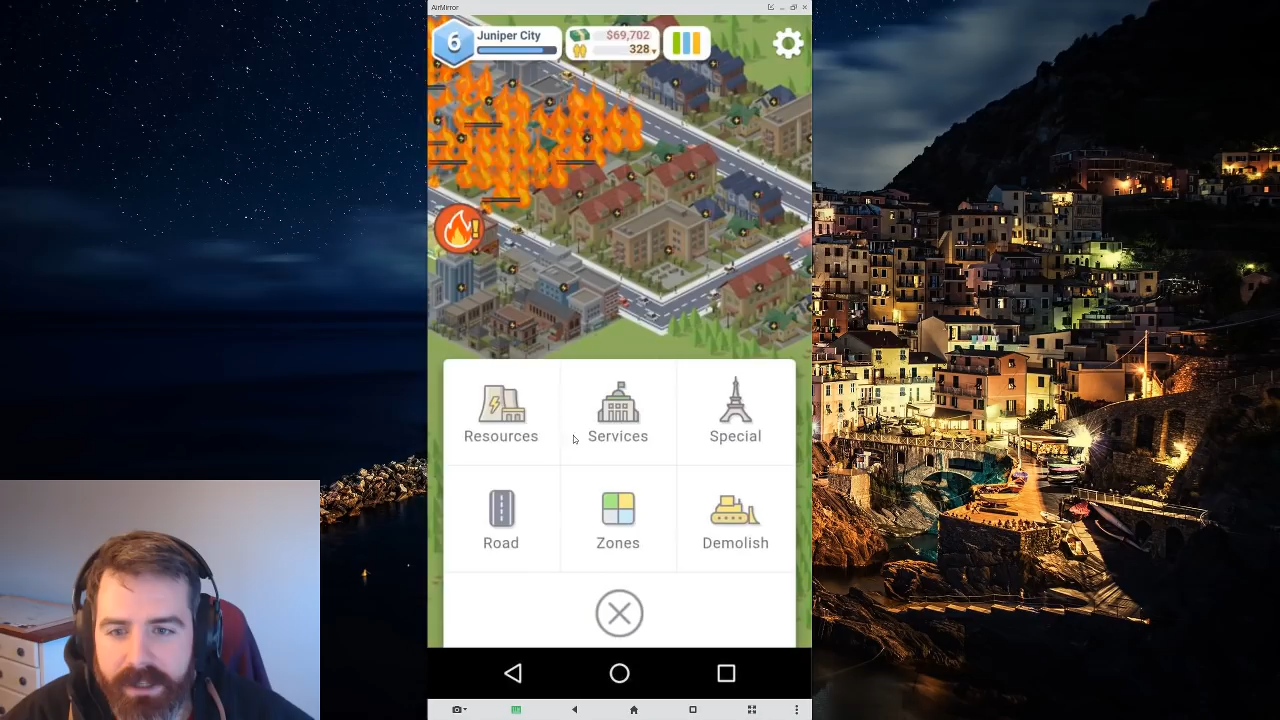 AirMirror
6
Juniper City
$69,702
328
Resources
Services
Special
Road
Zones
Demolish